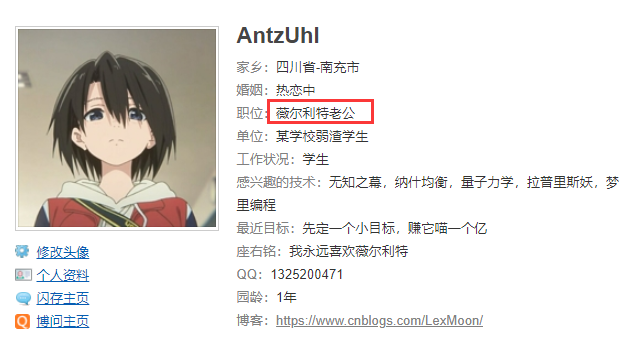 AntzUhl
家乡：四川省-南充市
婚姻：热恋中
职位：薇尔利特老公
单位：某学校弱渣学生
工作状况：学生
感兴趣的技术：无知之幕，纳什均衡，量子力学，拉普里斯妖，梦
里编程
最近目标：先定一个小目标，赚它喵一个亿
座右铭：我永远喜欢薇尔利特
QQ：1325200471
园龄：1年
博客：https://www.cnblogs.com/LexMoon/
修改头像
个人资料
闪存主页
博问主页